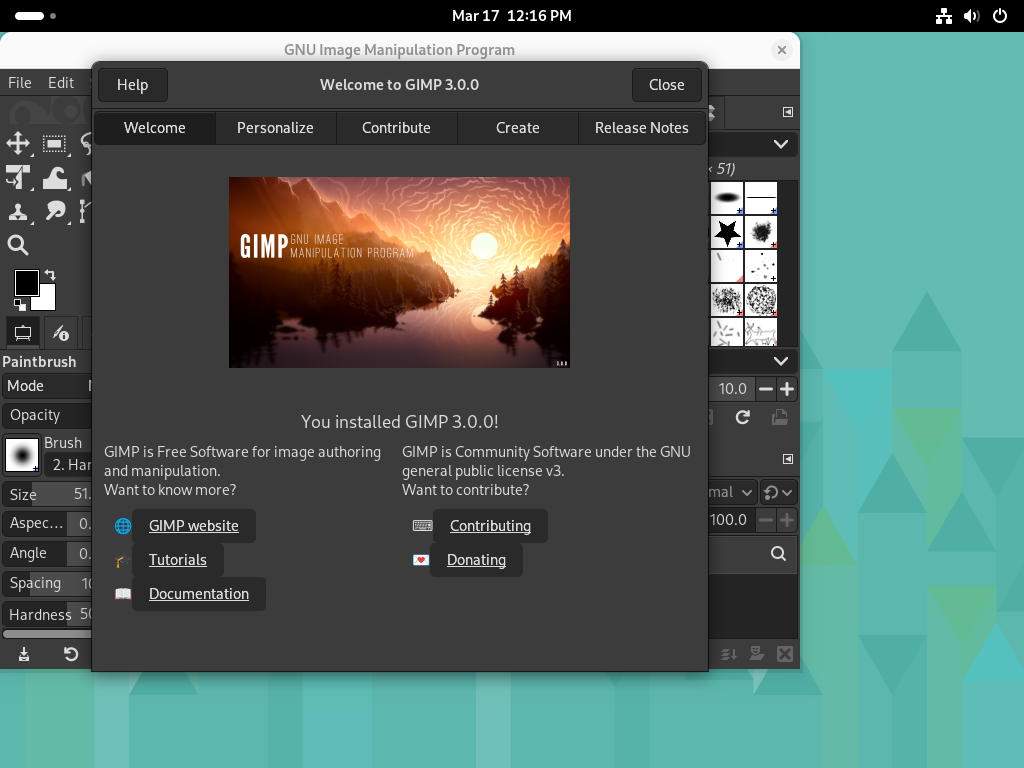 Mar 17 12:16 PM
GNU Image Manipulation Program
File Edit
Help
Welcome to GIMP 3.0.0
Close
Welcome
Personalize
Contribute
Create
Release Notes
51)
GIMP GNU IMAGE
MANIPULATION PROGRAM
3.0.0
Paintbrush
Mode
Opacity
Brush
2. Har
Size 51.
Aspec... 0.
Angle 0.
Spacing 10
Hardness 50
10.0
mal
100.0
You installed GIMP 3.0.0!
GIMP is Free Software for image authoring
and manipulation.
Want to know more?
GIMP website
Tutorials
Documentation
GIMP is Community Software under the GNU
general public license v3.
Want to contribute?
Contributing
Donating